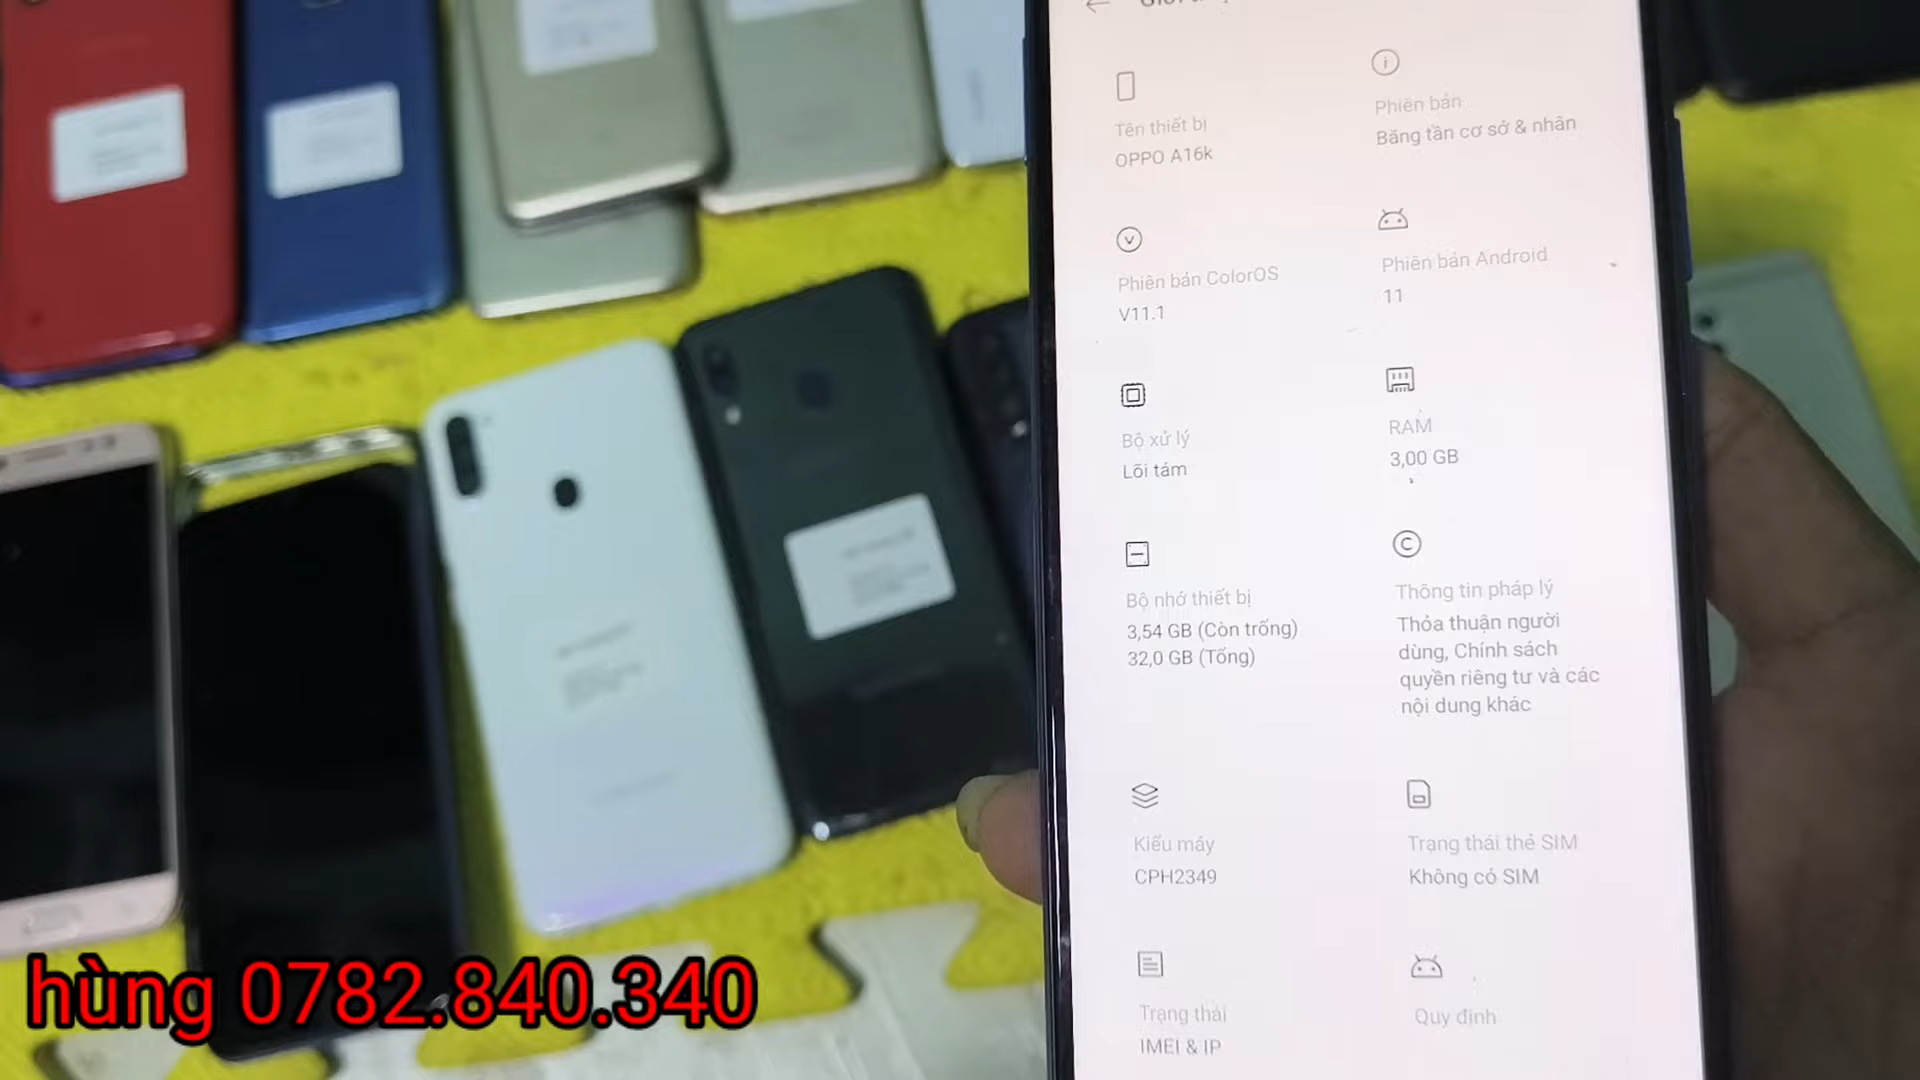 Tên thiết bị
OPPO A16k
Phiên bản
Băng tần cơ sở & nhân
Phiên bản ColorOS
V11.1
Phiên bản Android
11
Bộ xử lý
Lõi tám
RAM
3,00 GB
Bộ nhớ thiết bị
3,54 GB (Còn trống)
32,0 GB (Tổng)
Thông tin pháp lý
Thỏa thuận người
dùng, Chính sách
quyền riêng tư và các
nội dung khác
Kiểu máy
CPH2349
Trạng thái thẻ SIM
Không có SIM
Trạng thái
IMEI & IP
Quy định
hùng 0782.840.340